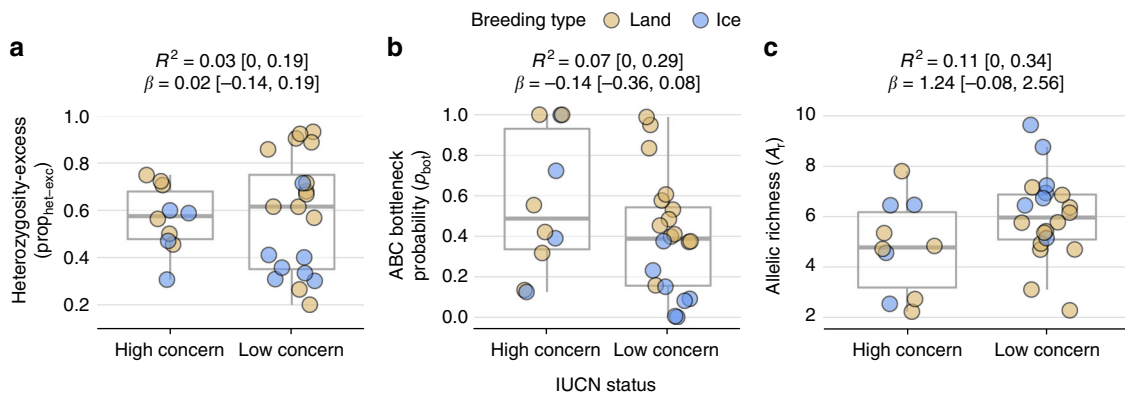 Breeding type Land Ice
a
R² = 0.03 [0, 0.19]
β = 0.02 [–0.14, 0.19]
Heterozygosity-excess
(prop_het–exc)
1.0
0.8
0.6
0.4
0.2
High concern Low concern
b
R² = 0.07 [0, 0.29]
β = –0.14 [–0.36, 0.08]
ABC bottleneck
probability (p_bot)
1.0
0.8
0.6
0.4
0.2
0.0
High concern Low concern
IUCN status
c
R² = 0.11 [0, 0.34]
β = 1.24 [–0.08, 2.56]
Allelic richness (A_r)
10
8
6
4
2
High concern Low concern